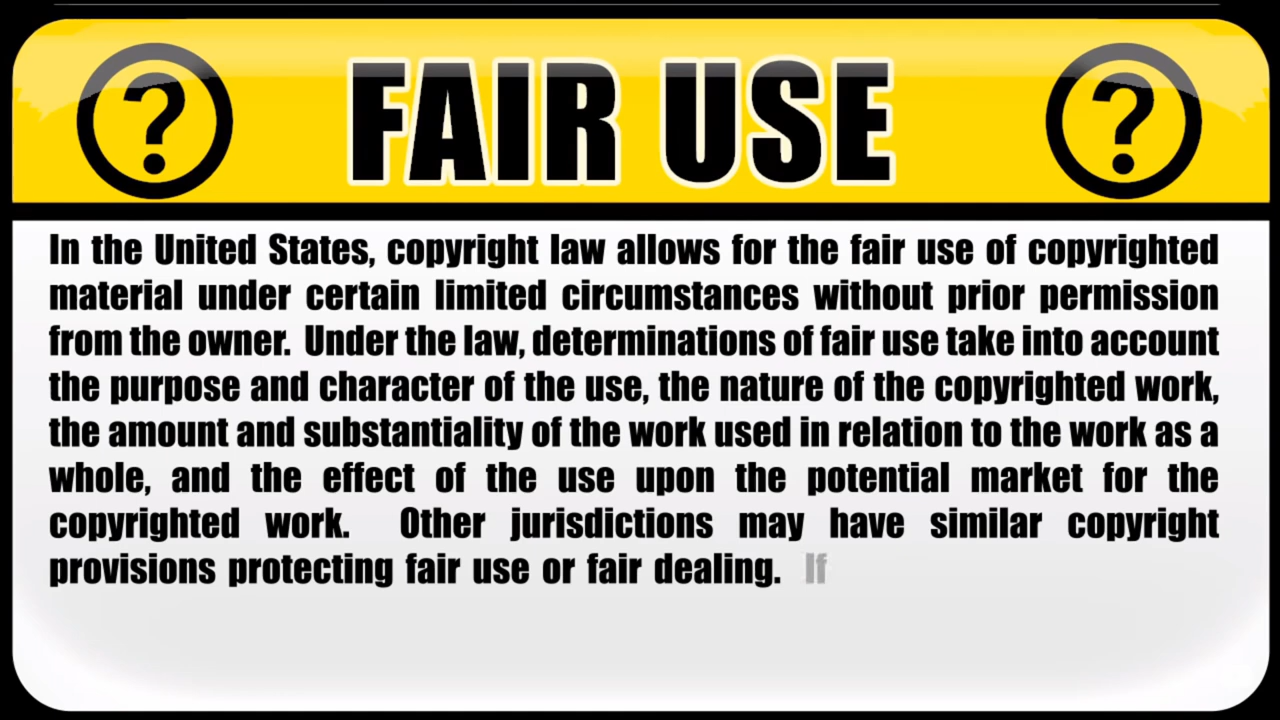 FAIR USE
In the United States, copyright law allows for the fair use of copyrighted
material under certain limited circumstances without prior permission
from the owner. Under the law, determinations of fair use take into account
the purpose and character of the use, the nature of the copyrighted work,
the amount and substantiality of the work used in relation to the work as a
whole, and the effect of the use upon the potential market for the
copyrighted work. Other jurisdictions may have similar copyright
provisions protecting fair use or fair dealing. If